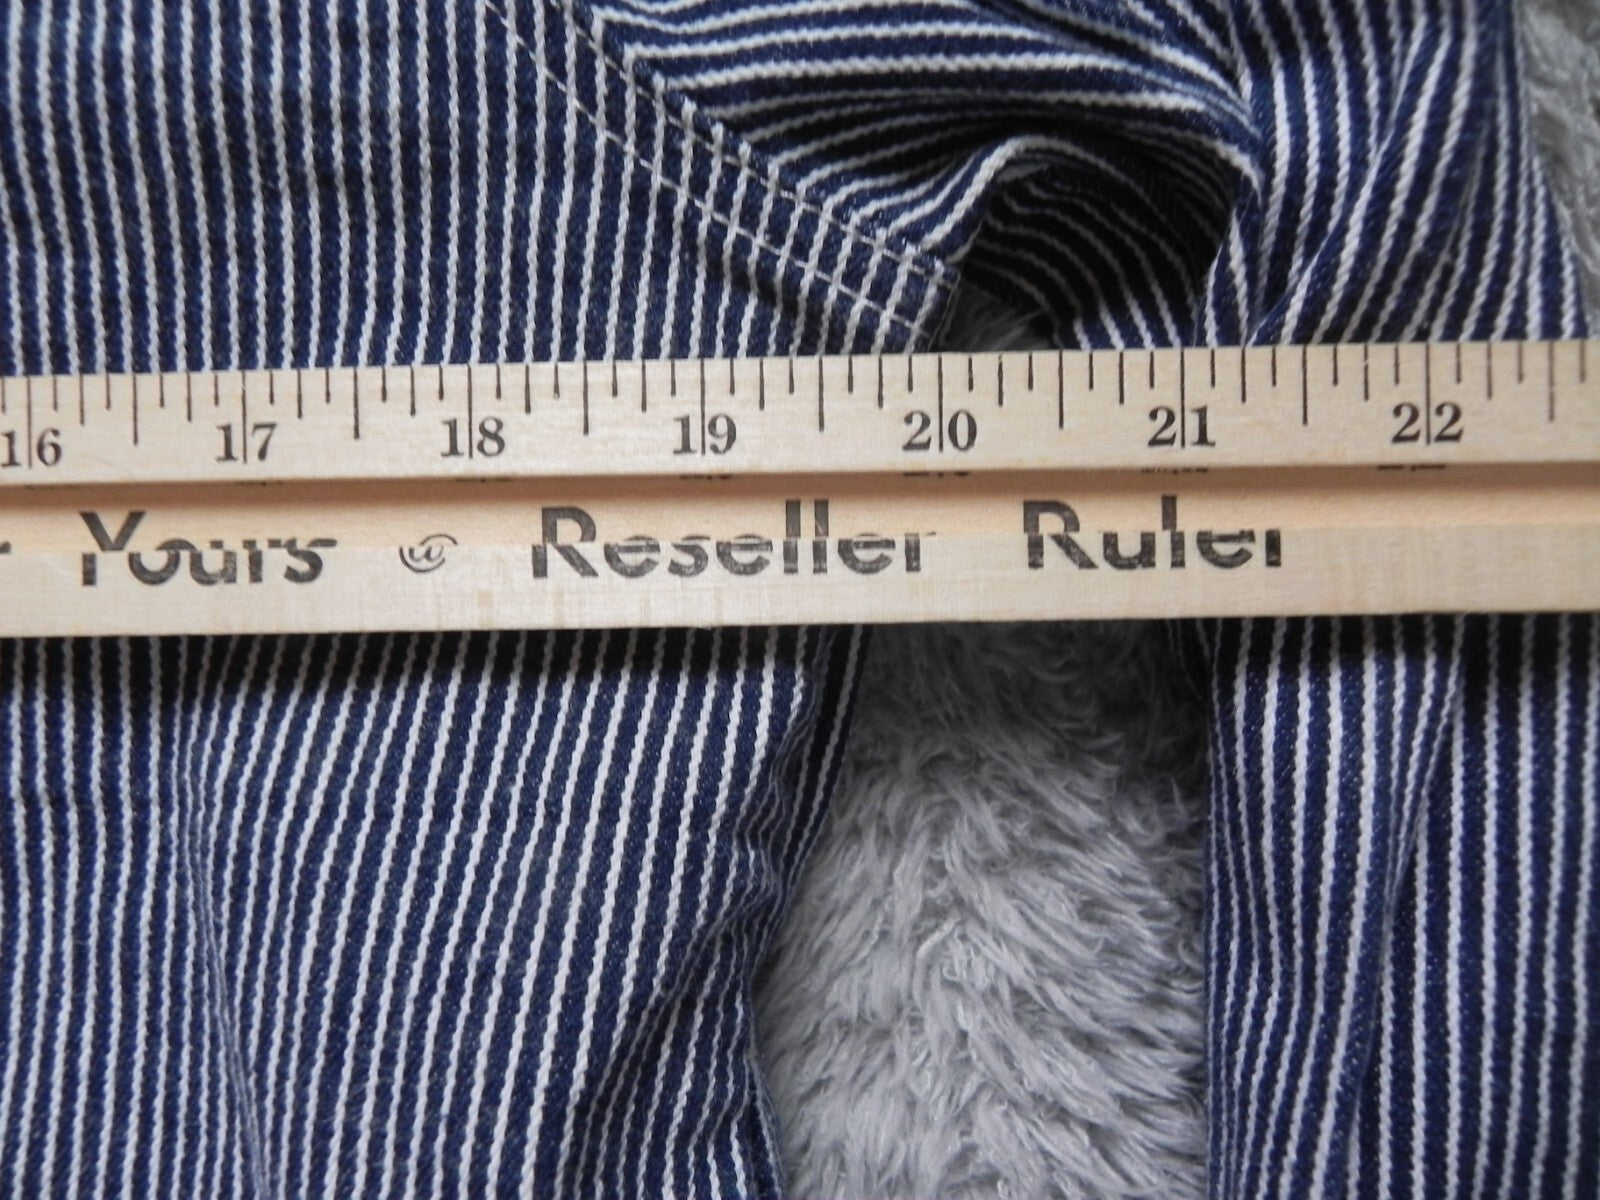 16 17 18 19 20 21 22
Yours @ Reseller Ruler